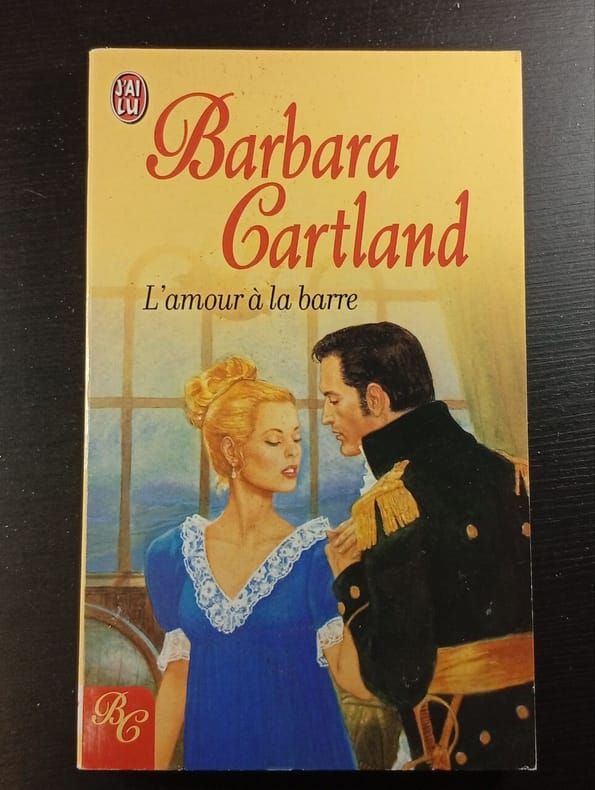 J'AI
LU
Barbara
Cartland
L'amour à la barre
BC